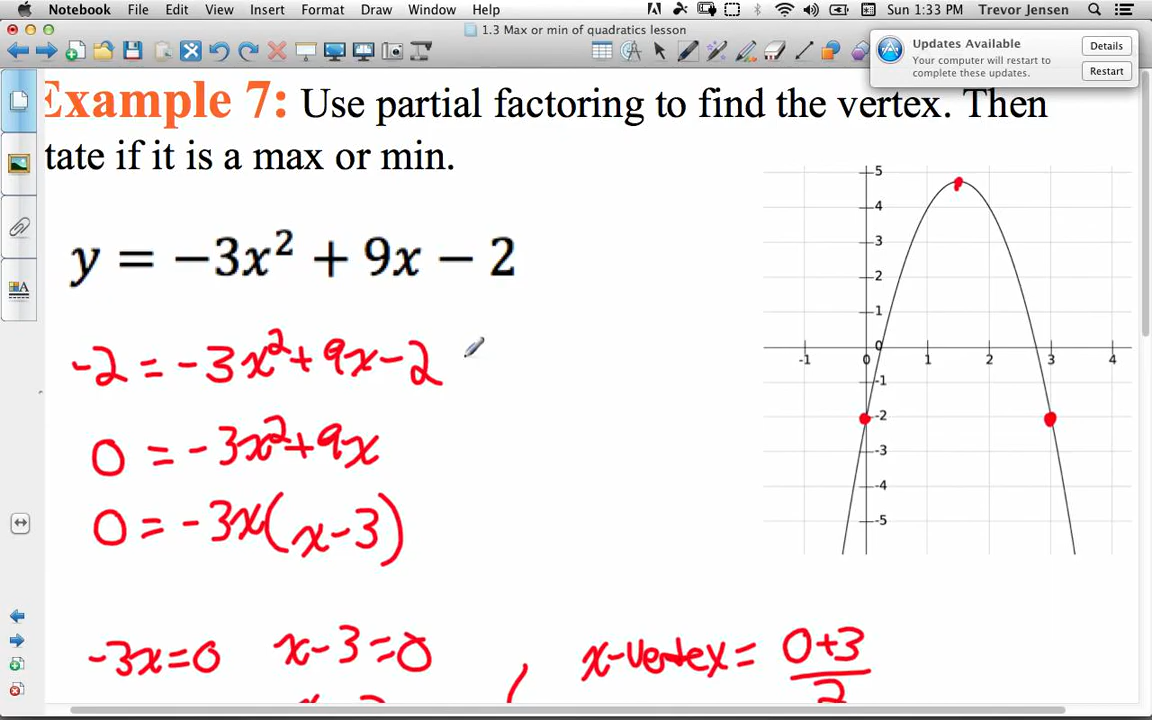 Notebook File Edit View Insert Format Draw Window Help Sun 1:33 PM Trevor Jensen
1.3 Max or min of quadratics lesson
Updates Available
Your computer will restart to
complete these updates.
Details
Restart
Example 7: Use partial factoring to find the vertex. Then
tate if it is a max or min.
y = −3x² + 9x − 2
-2 = -3x²+9x-2
0 = -3x²+9x
0 = -3x(x-3)
-3x=0 x-3=0
x-vertex = 0+3
2
5
4
3
2
1
0
-1 0 1 2 3 4
-1
-2
-3
-4
-5